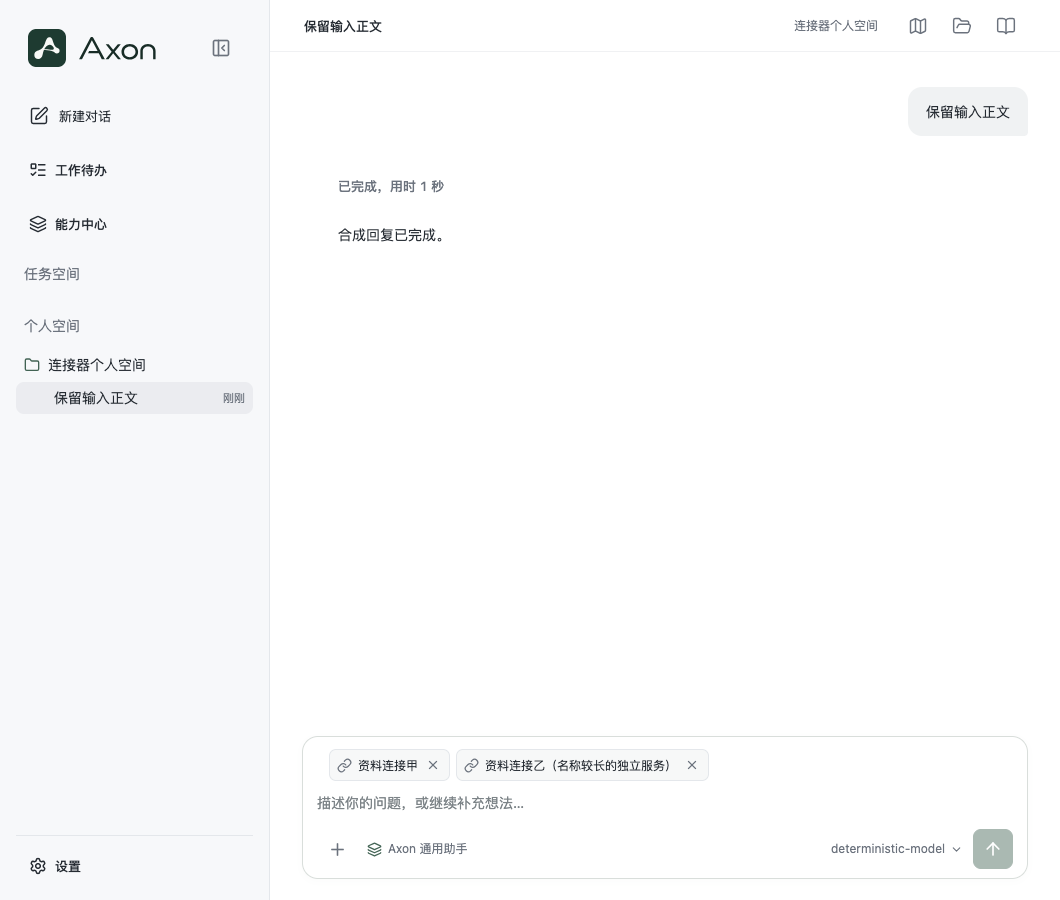 Axon
新建对话
工作待办
能力中心
任务空间
个人空间
连接器个人空间
保留输入正文 刚刚
设置
保留输入正文 连接器个人空间
保留输入正文
已完成，用时 1 秒
合成回复已完成。
资料连接甲 资料连接乙（名称较长的独立服务）
描述你的问题，或继续补充想法...
Axon 通用助手 deterministic-model